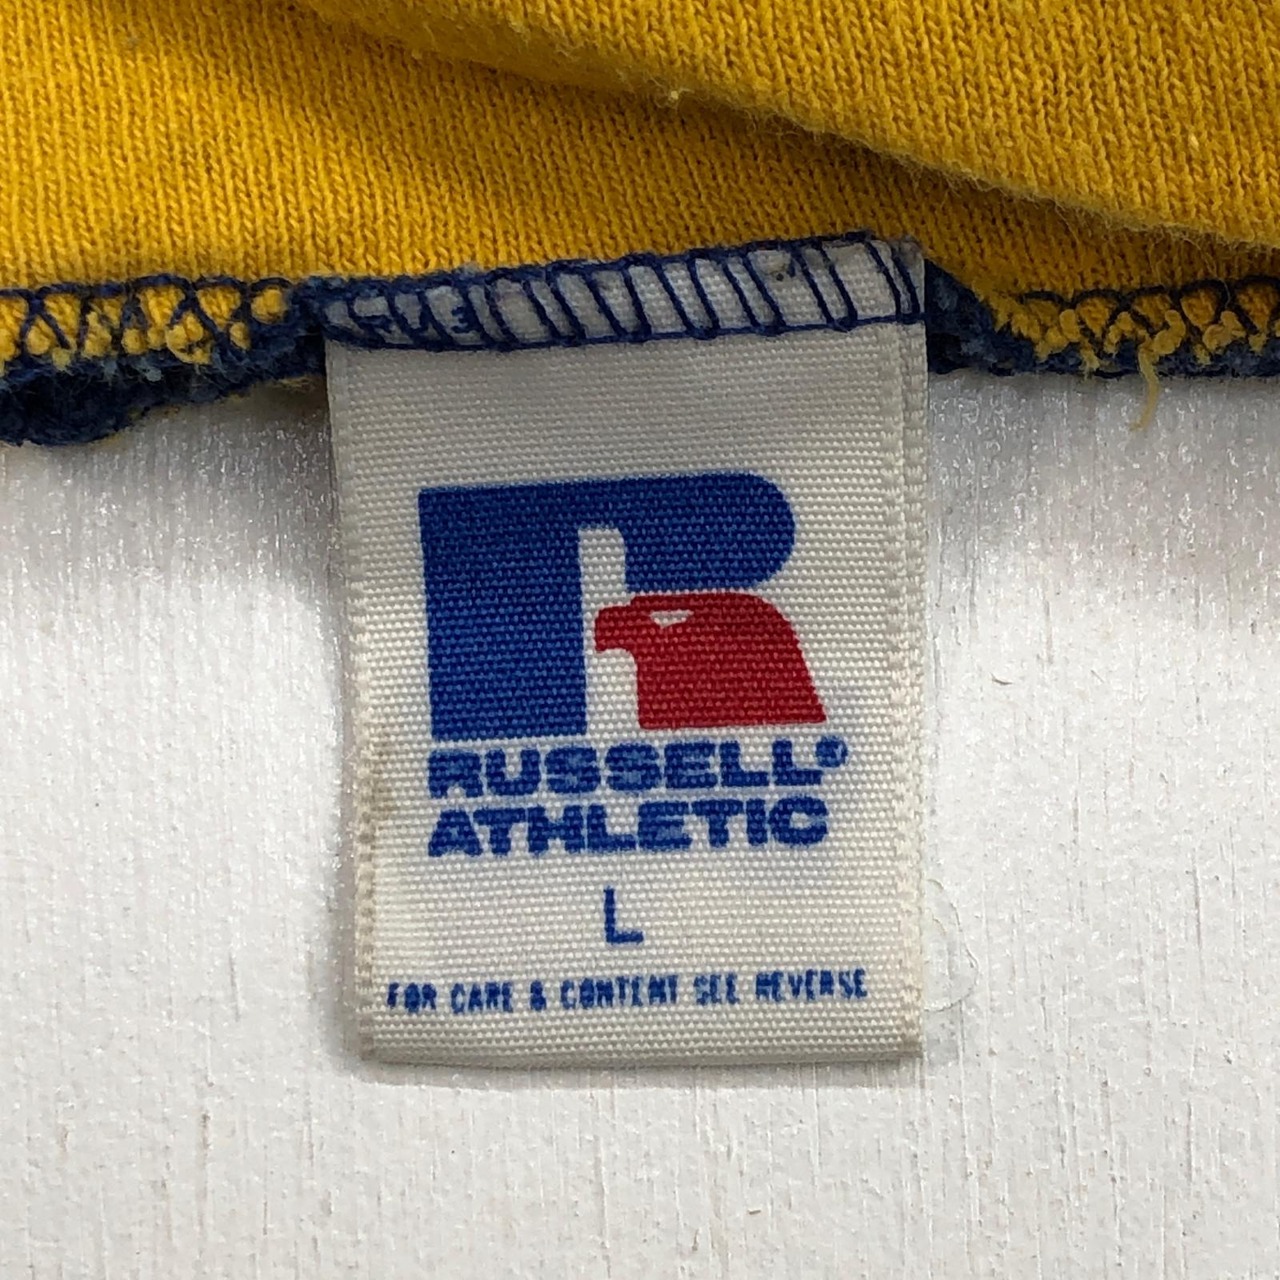 R
RUSSELL®
ATHLETIC
L
FOR CARE & CONTENT SEE REVERSE